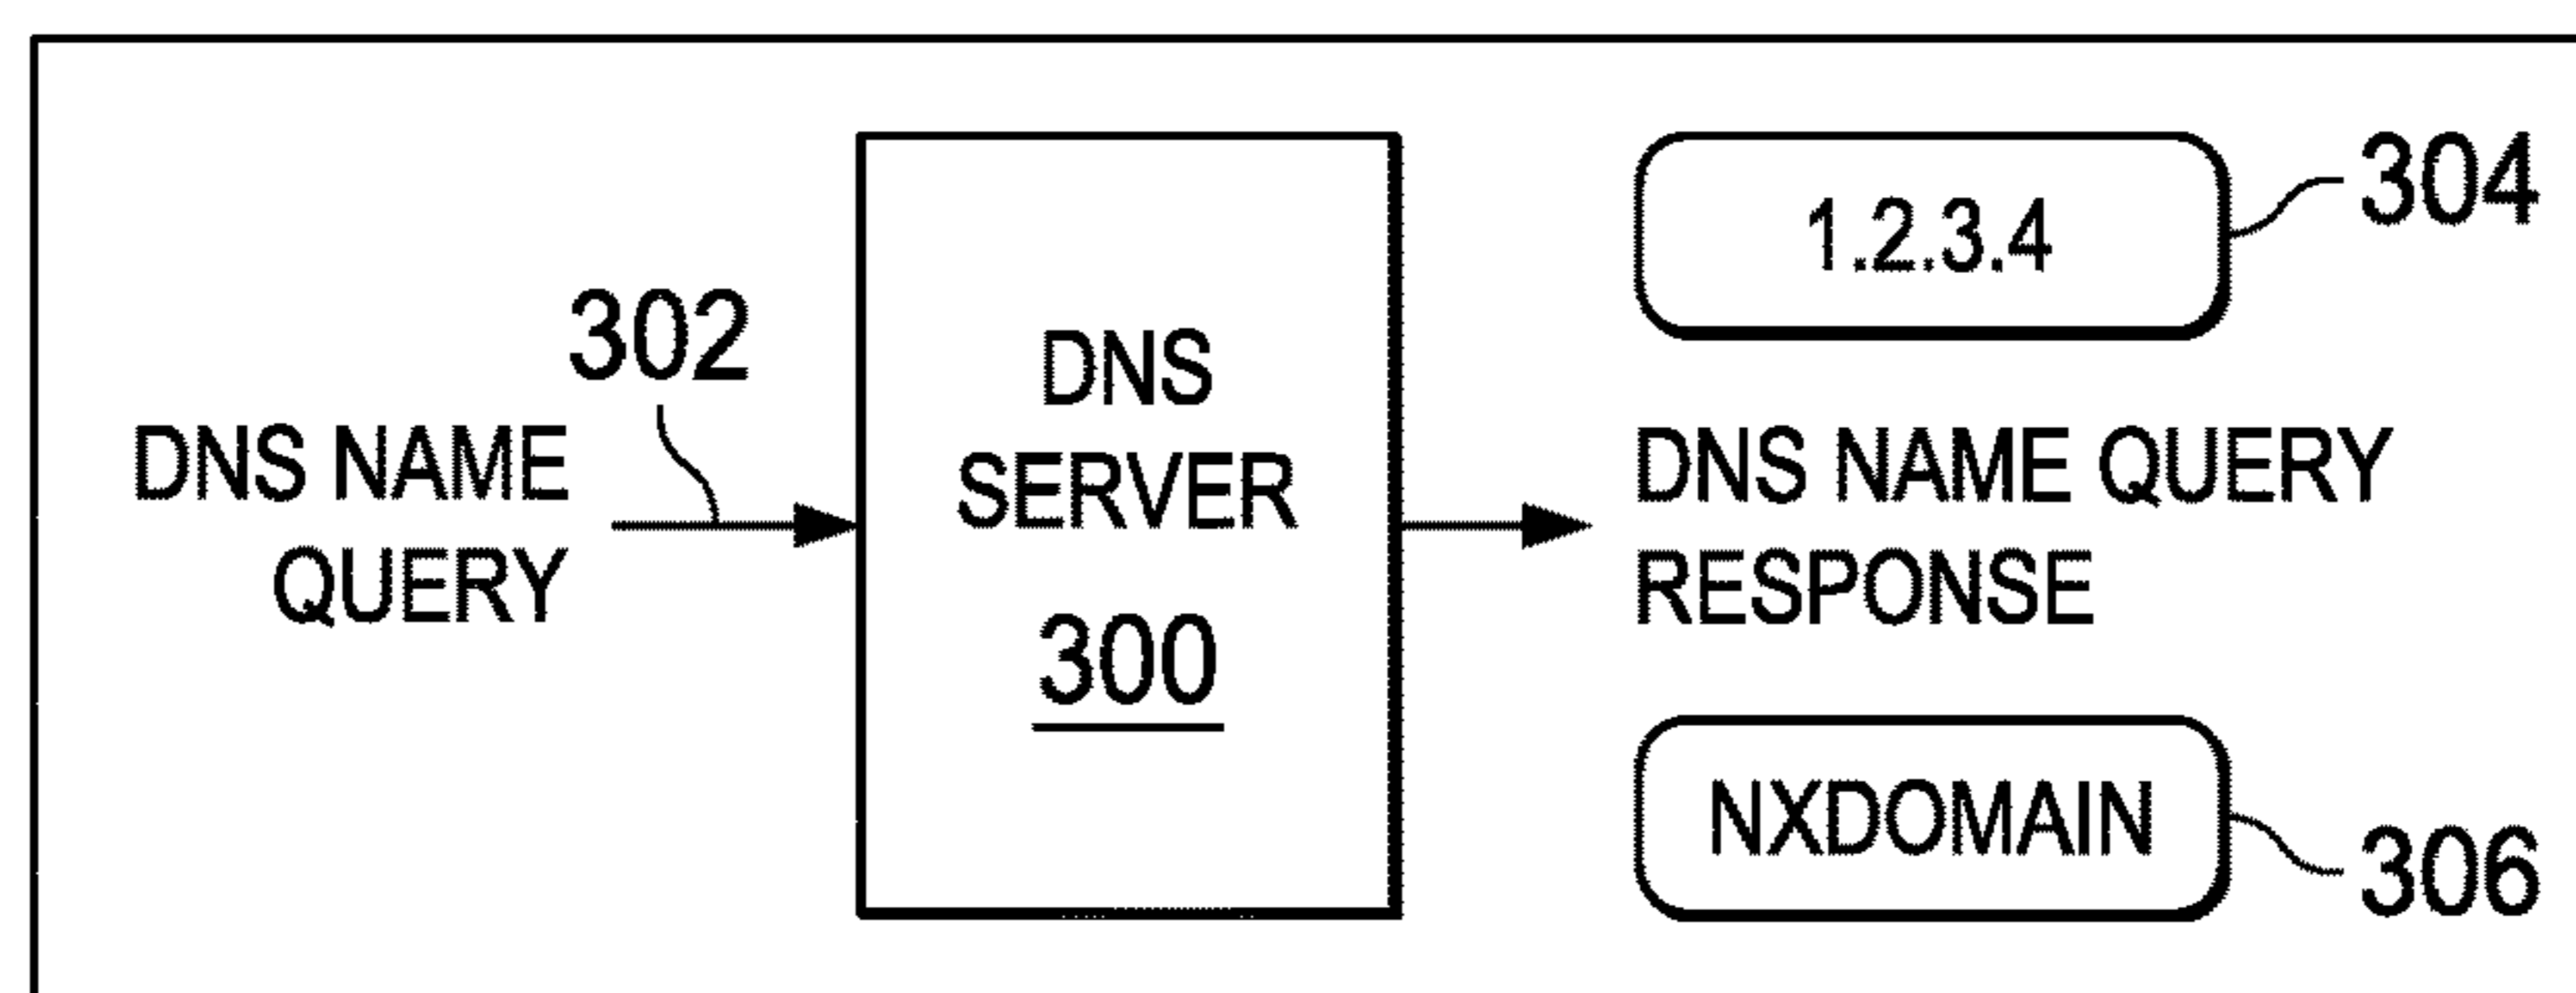 302
DNS NAME
QUERY
DNS
SERVER
300
1.2.3.4
304
DNS NAME QUERY
RESPONSE
NXDOMAIN
306